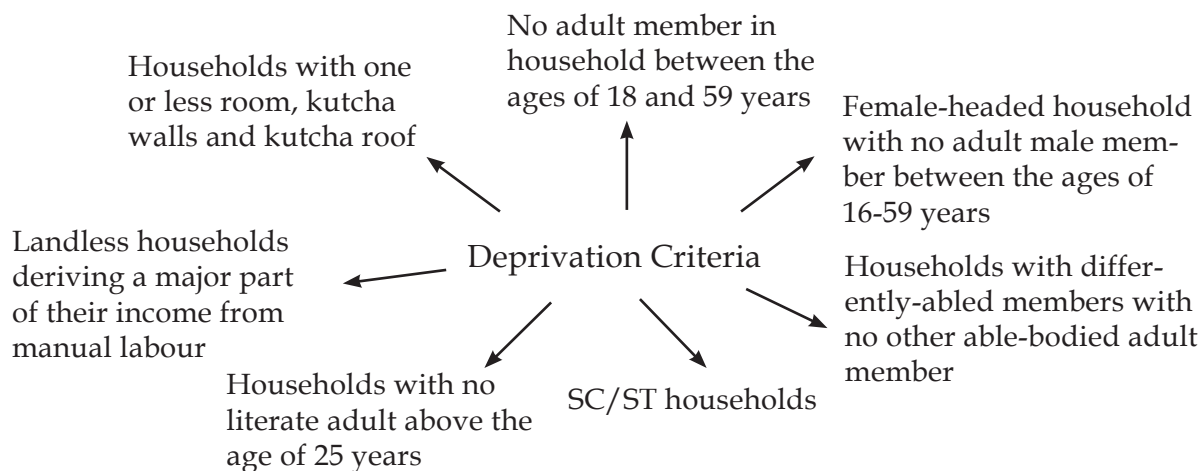 No adult member in
household between the
ages of 18 and 59 years
Households with one
or less room, kutcha
walls and kutcha roof
Female-headed household
with no adult male mem-
ber between the ages of
16-59 years
Landless households
deriving a major part
of their income from
manual labour
Deprivation Criteria
Households with differ-
ently-abled members with
no other able-bodied adult
member
Households with no
literate adult above the
age of 25 years
SC/ST households